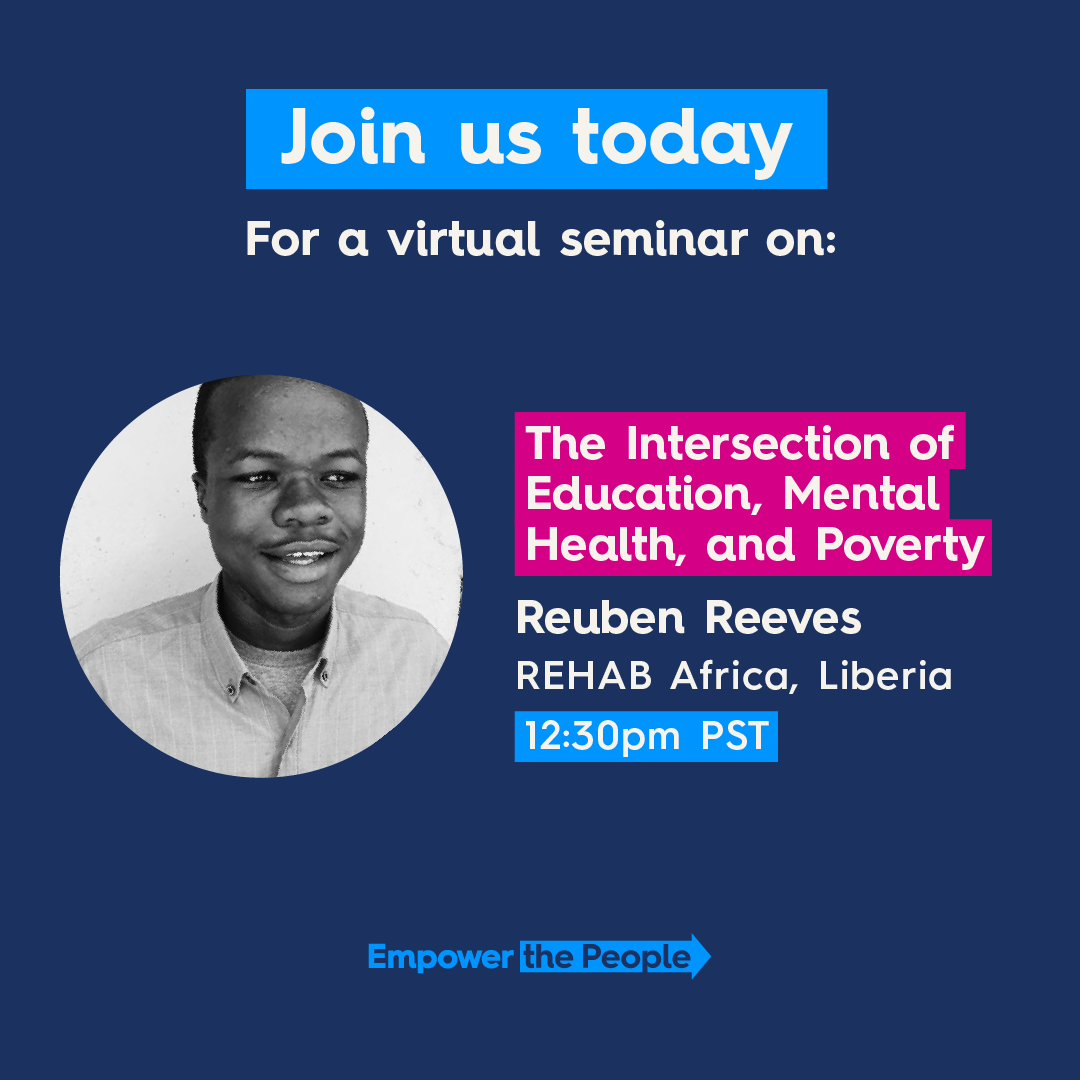 Join us today
For a virtual seminar on:
The Intersection of
Education, Mental
Health, and Poverty
Reuben Reeves
REHAB Africa, Liberia
12:30pm PST
Empower the People